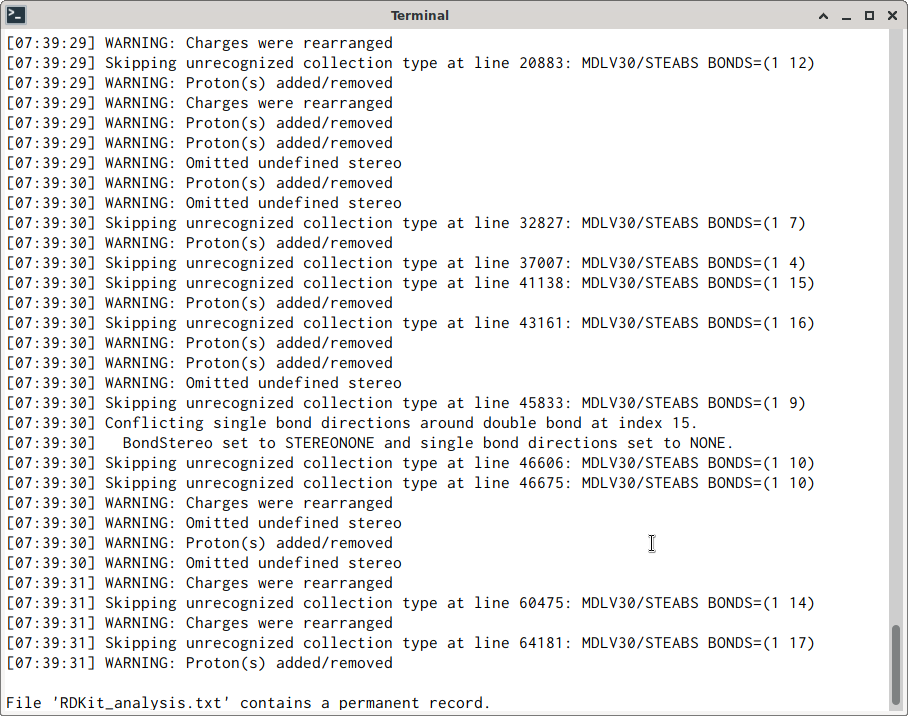 Terminal
[07:39:29] WARNING: Charges were rearranged
[07:39:29] Skipping unrecognized collection type at line 20883: MDLV30/STEABS BONDS=(1 12)
[07:39:29] WARNING: Proton(s) added/removed
[07:39:29] WARNING: Charges were rearranged
[07:39:29] WARNING: Proton(s) added/removed
[07:39:29] WARNING: Proton(s) added/removed
[07:39:29] WARNING: Omitted undefined stereo
[07:39:30] WARNING: Proton(s) added/removed
[07:39:30] WARNING: Omitted undefined stereo
[07:39:30] Skipping unrecognized collection type at line 32827: MDLV30/STEABS BONDS=(1 7)
[07:39:30] WARNING: Proton(s) added/removed
[07:39:30] Skipping unrecognized collection type at line 37007: MDLV30/STEABS BONDS=(1 4)
[07:39:30] Skipping unrecognized collection type at line 41138: MDLV30/STEABS BONDS=(1 15)
[07:39:30] WARNING: Proton(s) added/removed
[07:39:30] Skipping unrecognized collection type at line 43161: MDLV30/STEABS BONDS=(1 16)
[07:39:30] WARNING: Proton(s) added/removed
[07:39:30] WARNING: Proton(s) added/removed
[07:39:30] WARNING: Omitted undefined stereo
[07:39:30] Skipping unrecognized collection type at line 45833: MDLV30/STEABS BONDS=(1 9)
[07:39:30] Conflicting single bond directions around double bond at index 15.
[07:39:30]   BondStereo set to STEREONONE and single bond directions set to NONE.
[07:39:30] Skipping unrecognized collection type at line 46606: MDLV30/STEABS BONDS=(1 10)
[07:39:30] Skipping unrecognized collection type at line 46675: MDLV30/STEABS BONDS=(1 10)
[07:39:30] WARNING: Charges were rearranged
[07:39:30] WARNING: Omitted undefined stereo
[07:39:30] WARNING: Proton(s) added/removed
[07:39:30] WARNING: Omitted undefined stereo
[07:39:31] WARNING: Charges were rearranged
[07:39:31] Skipping unrecognized collection type at line 60475: MDLV30/STEABS BONDS=(1 14)
[07:39:31] WARNING: Charges were rearranged
[07:39:31] Skipping unrecognized collection type at line 64181: MDLV30/STEABS BONDS=(1 17)
[07:39:31] WARNING: Proton(s) added/removed
File 'RDKit_analysis.txt' contains a permanent record.